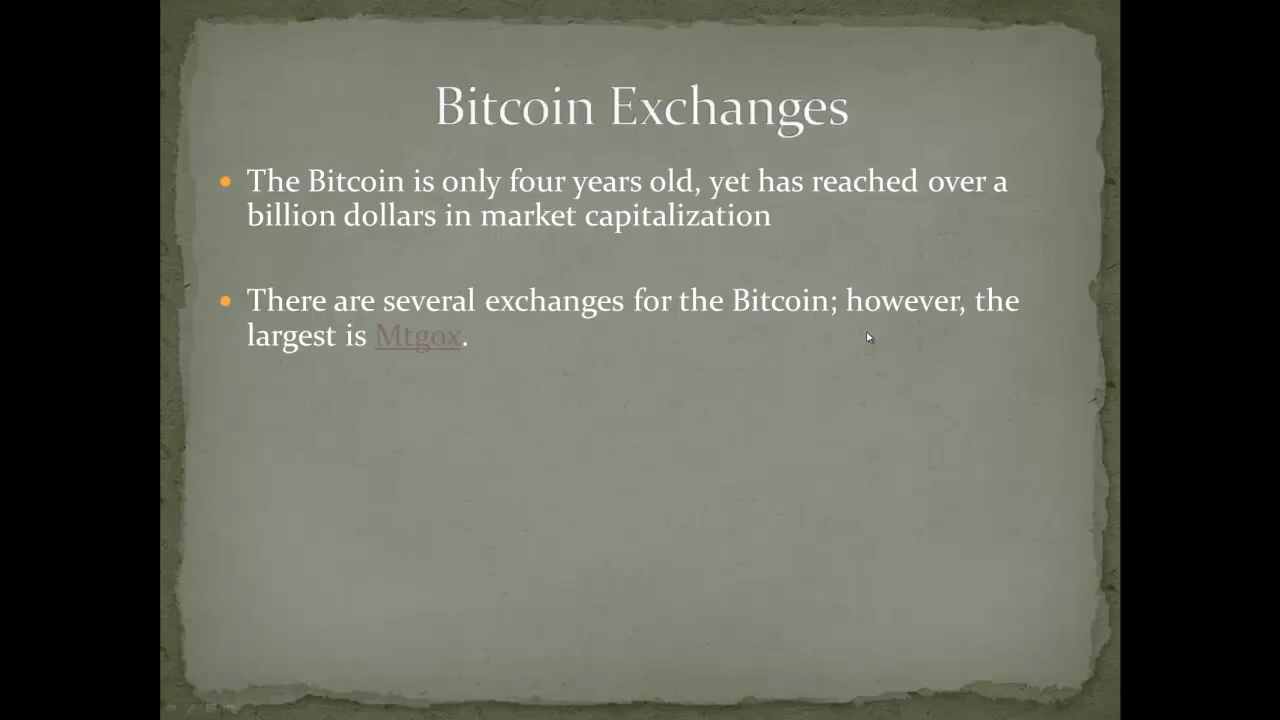 Bitcoin Exchanges
The Bitcoin is only four years old, yet has reached over a
billion dollars in market capitalization
There are several exchanges for the Bitcoin; however, the
largest is Mtgox.